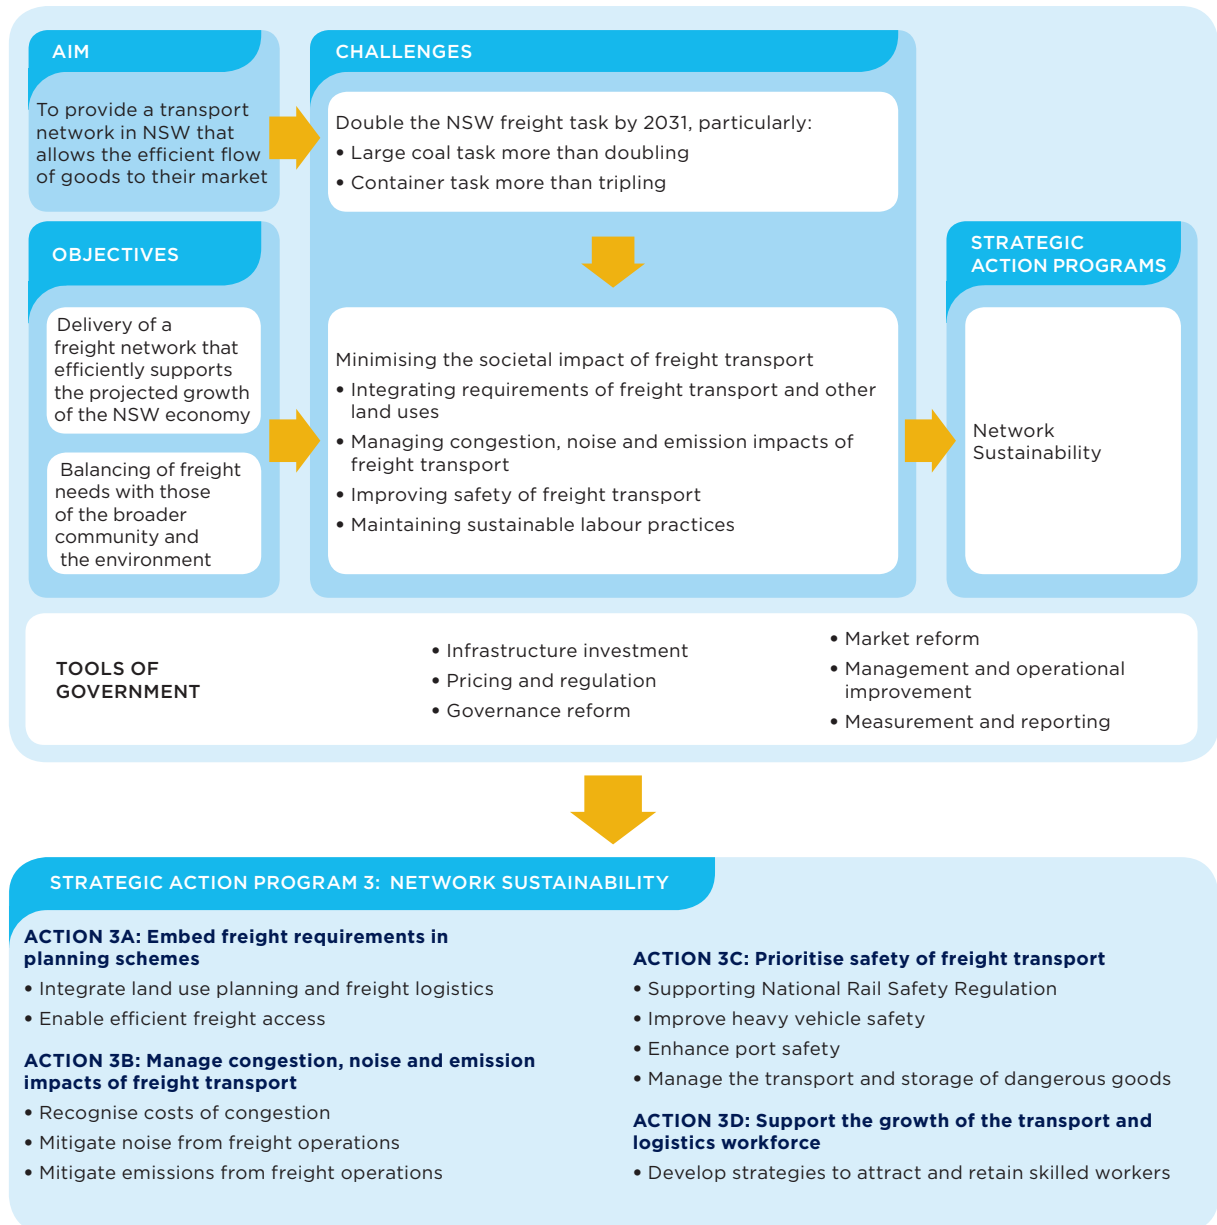 AIM
To provide a transport
network in NSW that
allows the efficient flow
of goods to their market
CHALLENGES
Double the NSW freight task by 2031, particularly:
• Large coal task more than doubling
• Container task more than tripling
OBJECTIVES
Delivery of a
freight network that
efficiently supports
the projected growth
of the NSW economy
Balancing of freight
needs with those
of the broader
community and
the environment
Minimising the societal impact of freight transport
• Integrating requirements of freight transport and other
land uses
• Managing congestion, noise and emission impacts of
freight transport
• Improving safety of freight transport
• Maintaining sustainable labour practices
STRATEGIC
ACTION PROGRAMS
Network
Sustainability
TOOLS OF
GOVERNMENT
• Infrastructure investment
• Pricing and regulation
• Governance reform
• Market reform
• Management and operational
improvement
• Measurement and reporting
STRATEGIC ACTION PROGRAM 3: NETWORK SUSTAINABILITY
ACTION 3A: Embed freight requirements in
planning schemes
• Integrate land use planning and freight logistics
• Enable efficient freight access
ACTION 3B: Manage congestion, noise and emission
impacts of freight transport
• Recognise costs of congestion
• Mitigate noise from freight operations
• Mitigate emissions from freight operations
ACTION 3C: Prioritise safety of freight transport
• Supporting National Rail Safety Regulation
• Improve heavy vehicle safety
• Enhance port safety
• Manage the transport and storage of dangerous goods
ACTION 3D: Support the growth of the transport and
logistics workforce
• Develop strategies to attract and retain skilled workers